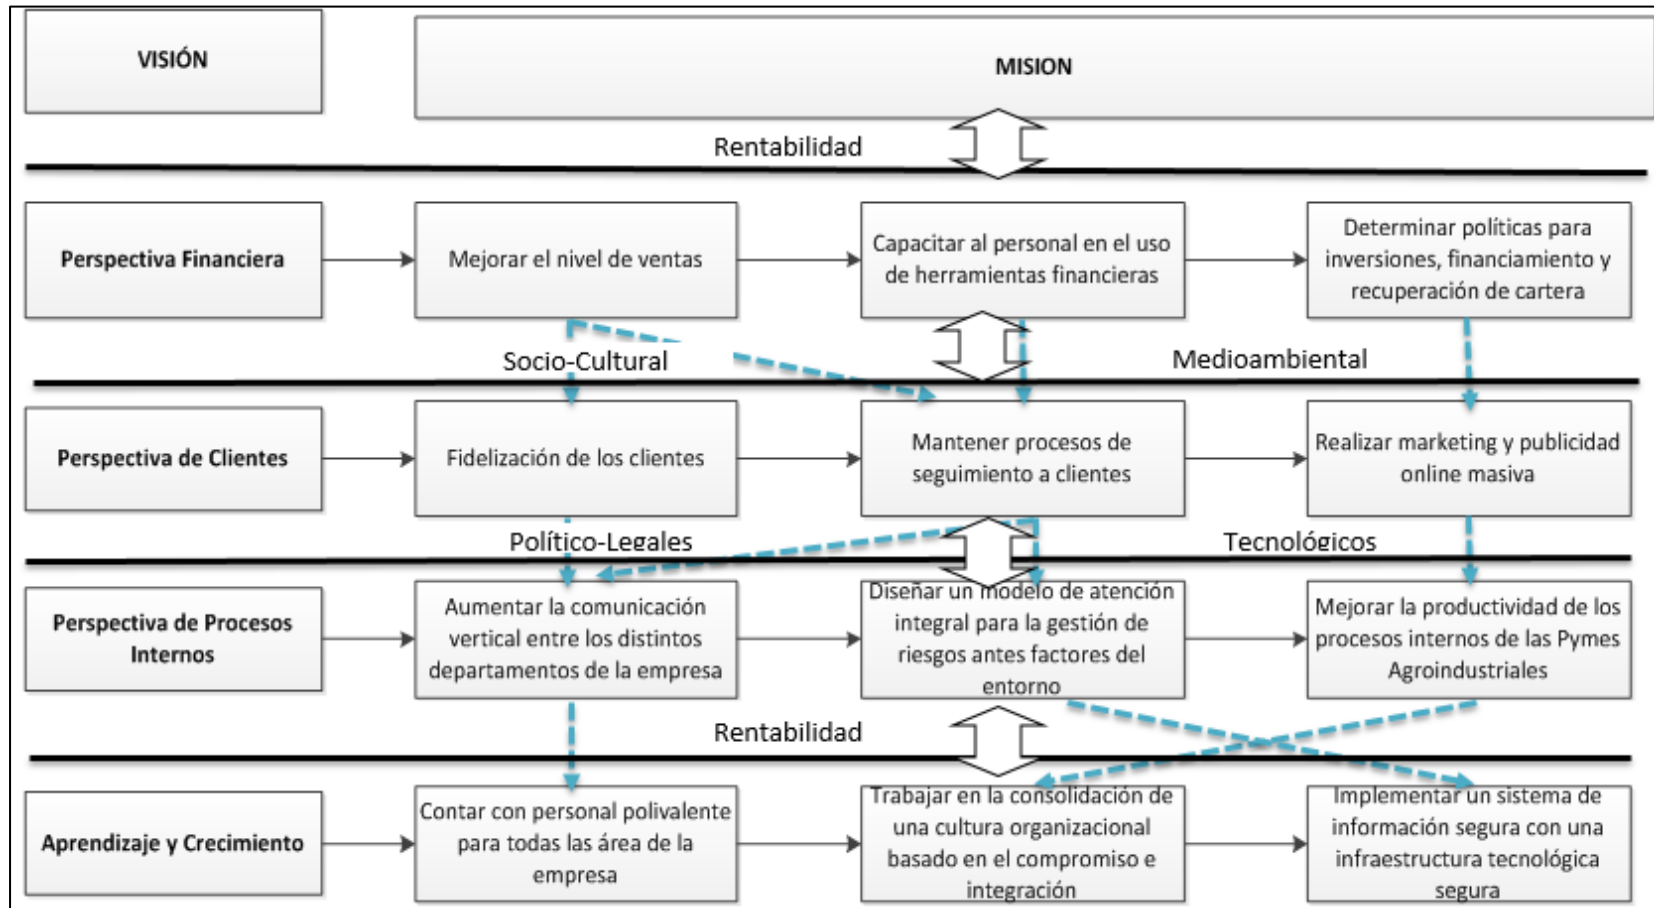 VISIÓN
MISION
Rentabilidad
Perspectiva Financiera
Mejorar el nivel de ventas
Capacitar al personal en el uso
de herramientas financieras
Determinar políticas para
inversiones, financiamiento y
recuperación de cartera
Socio-Cultural
Medioambiental
Perspectiva de Clientes
Fidelización de los clientes
Mantener procesos de
seguimiento a clientes
Realizar marketing y publicidad
online masiva
Político-Legales
Tecnológicos
Perspectiva de Procesos
Internos
Aumentar la comunicación
vertical entre los distintos
departamentos de la empresa
Diseñar un modelo de atención
integral para la gestión de
riesgos antes factores del
entorno
Mejorar la productividad de los
procesos internos de las Pymes
Agroindustriales
Rentabilidad
Aprendizaje y Crecimiento
Contar con personal polivalente
para todas las área de la
empresa
Trabajar en la consolidación de
una cultura organizacional
basado en el compromiso e
integración
Implementar un sistema de
información segura con una
infraestructura tecnológica
segura